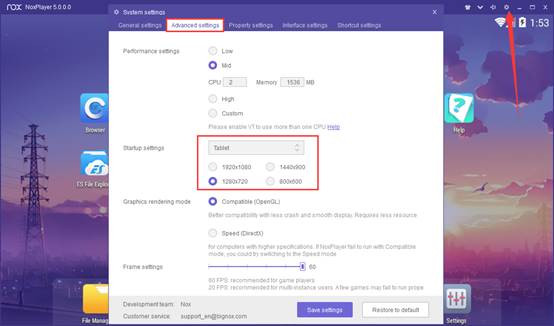 nox NoxPlayer 5.0.0.0
System settings
General settings Advanced settings Property settings Interface settings Shortcut settings
1:53
Performance settings
Low
Mid
CPU 2 Memory 1536 MB
High
Custom
Please enable VT to use more than one CPU Help
Browser
Help
Startup settings
Tablet
1920x1080 1440x900
1280x720 800x600
ES File Explo
Graphics rendering mode
Compatible (OpenGL)
Better compatibility with less crash and smooth display. Requires less resource
Speed (DirectX)
for computers with higher specifications. If NoxPlayer fail to run with Compatible
mode, you could try switching to the Speed mode
Frame settings
60
60 FPS: recommended for game players
20 FPS: recommended for multi-instance users. A few games may fail to run prope
File Manag
Settings
Development team: Nox
Customer service: support_en@bignox.com
Save settings
Restore to default